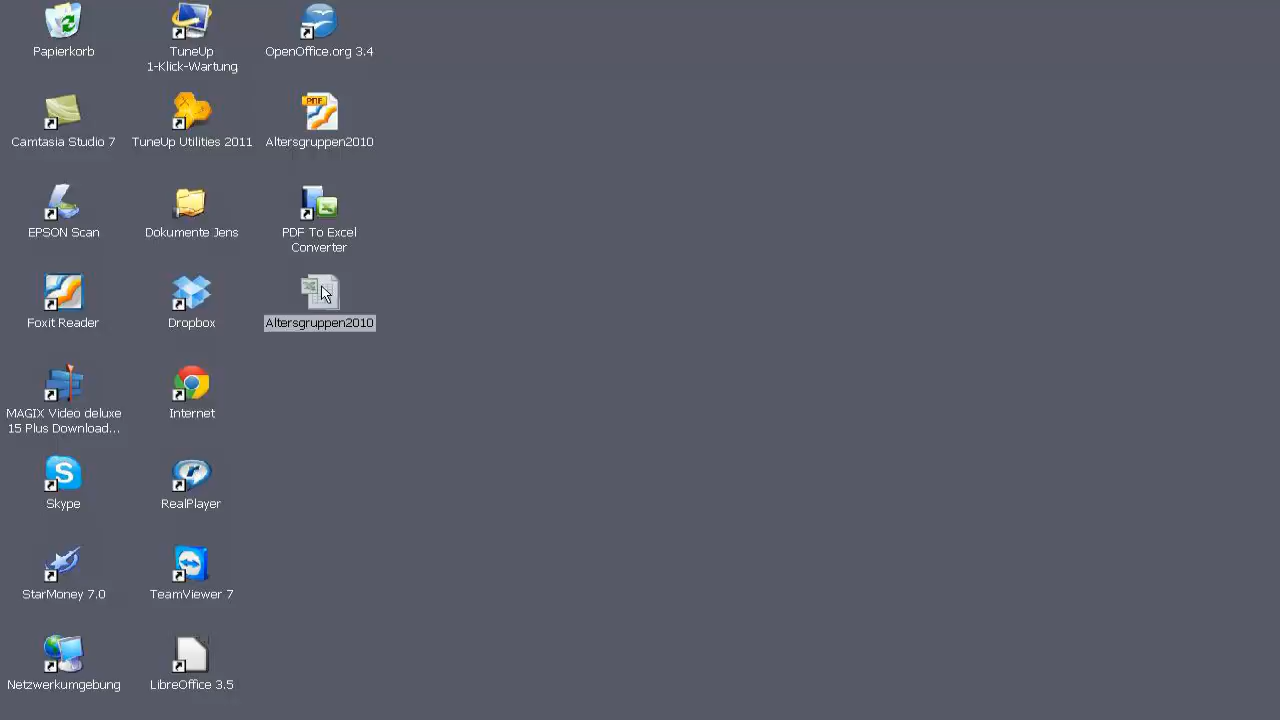 Papierkorb
TuneUp
1-Klick-Wartung
OpenOffice.org 3.4
PDF
Camtasia Studio 7
TuneUp Utilities 2011
Altersgruppen2010
EPSON Scan
Dokumente Jens
PDF To Excel
Converter
Foxit Reader
Dropbox
Altersgruppen2010
MAGIX Video deluxe
15 Plus Download...
Internet
Skype
RealPlayer
StarMoney 7.0
TeamViewer 7
Netzwerkumgebung
LibreOffice 3.5